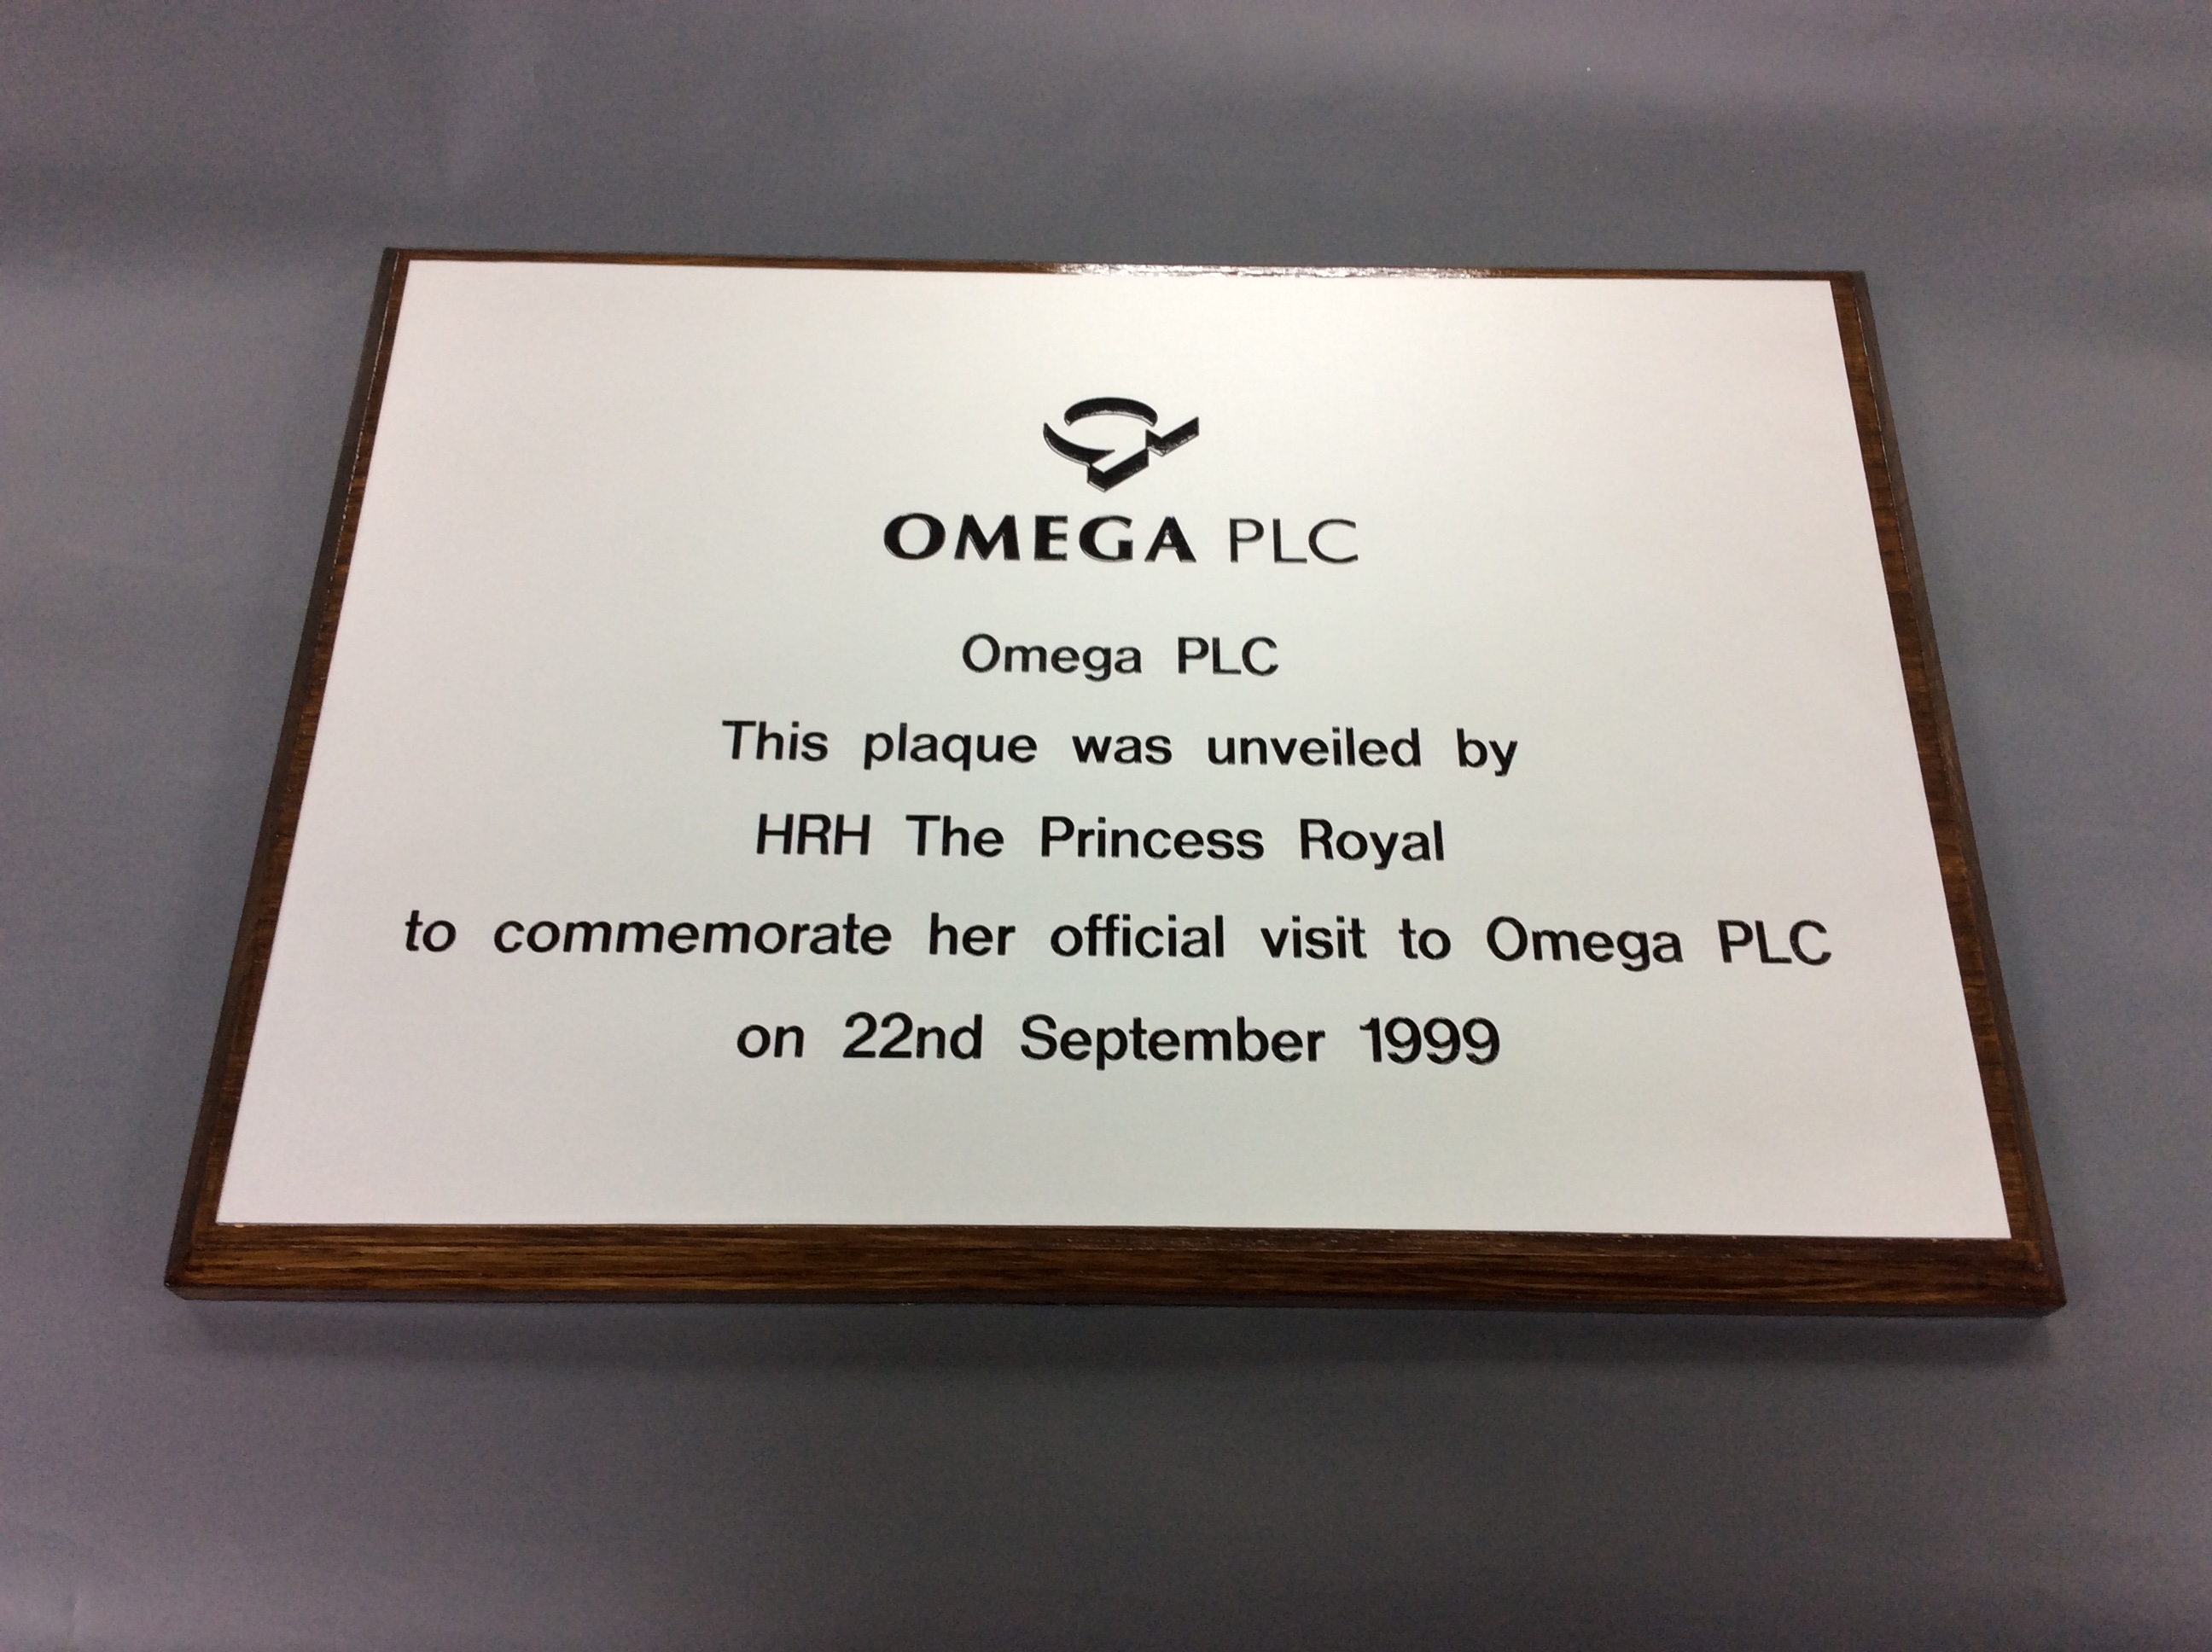 OMEGA PLC
Omega PLC
This plaque was unveiled by
HRH The Princess Royal
to commemorate her official visit to Omega PLC
on 22nd September 1999